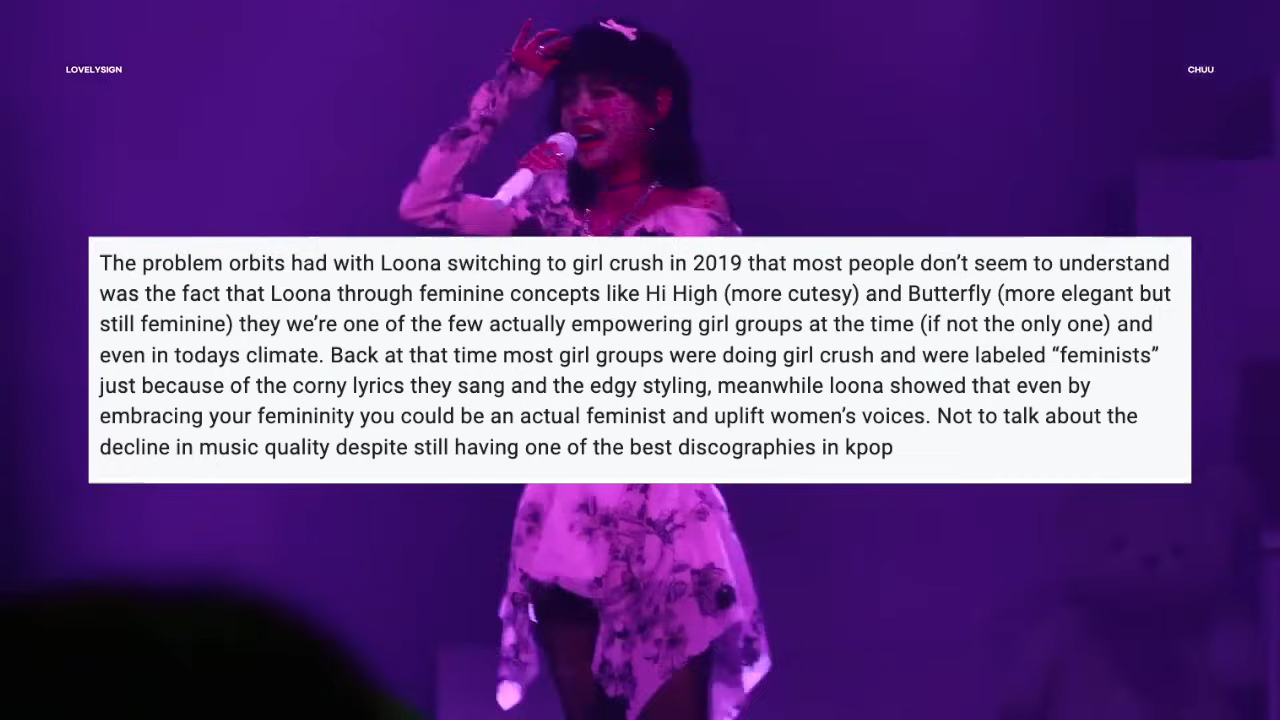 LOVELYSIGN
CHUU
The problem orbits had with Loona switching to girl crush in 2019 that most people don’t seem to understand
was the fact that Loona through feminine concepts like Hi High (more cutesy) and Butterfly (more elegant but
still feminine) they we’re one of the few actually empowering girl groups at the time (if not the only one) and
even in todays climate. Back at that time most girl groups were doing girl crush and were labeled “feminists”
just because of the corny lyrics they sang and the edgy styling, meanwhile loona showed that even by
embracing your femininity you could be an actual feminist and uplift women’s voices. Not to talk about the
decline in music quality despite still having one of the best discographies in kpop